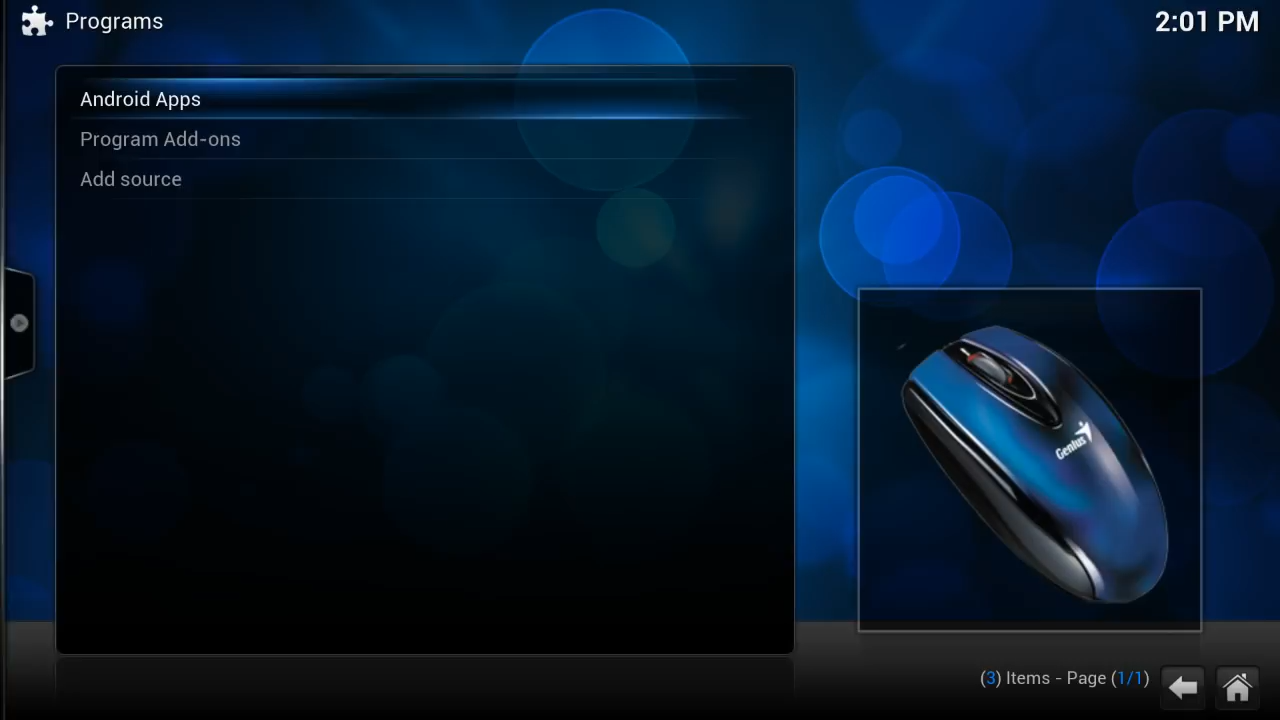 Programs
2:01 PM
Android Apps
Program Add-ons
Add source
Genius
(3) Items - Page (1/1)